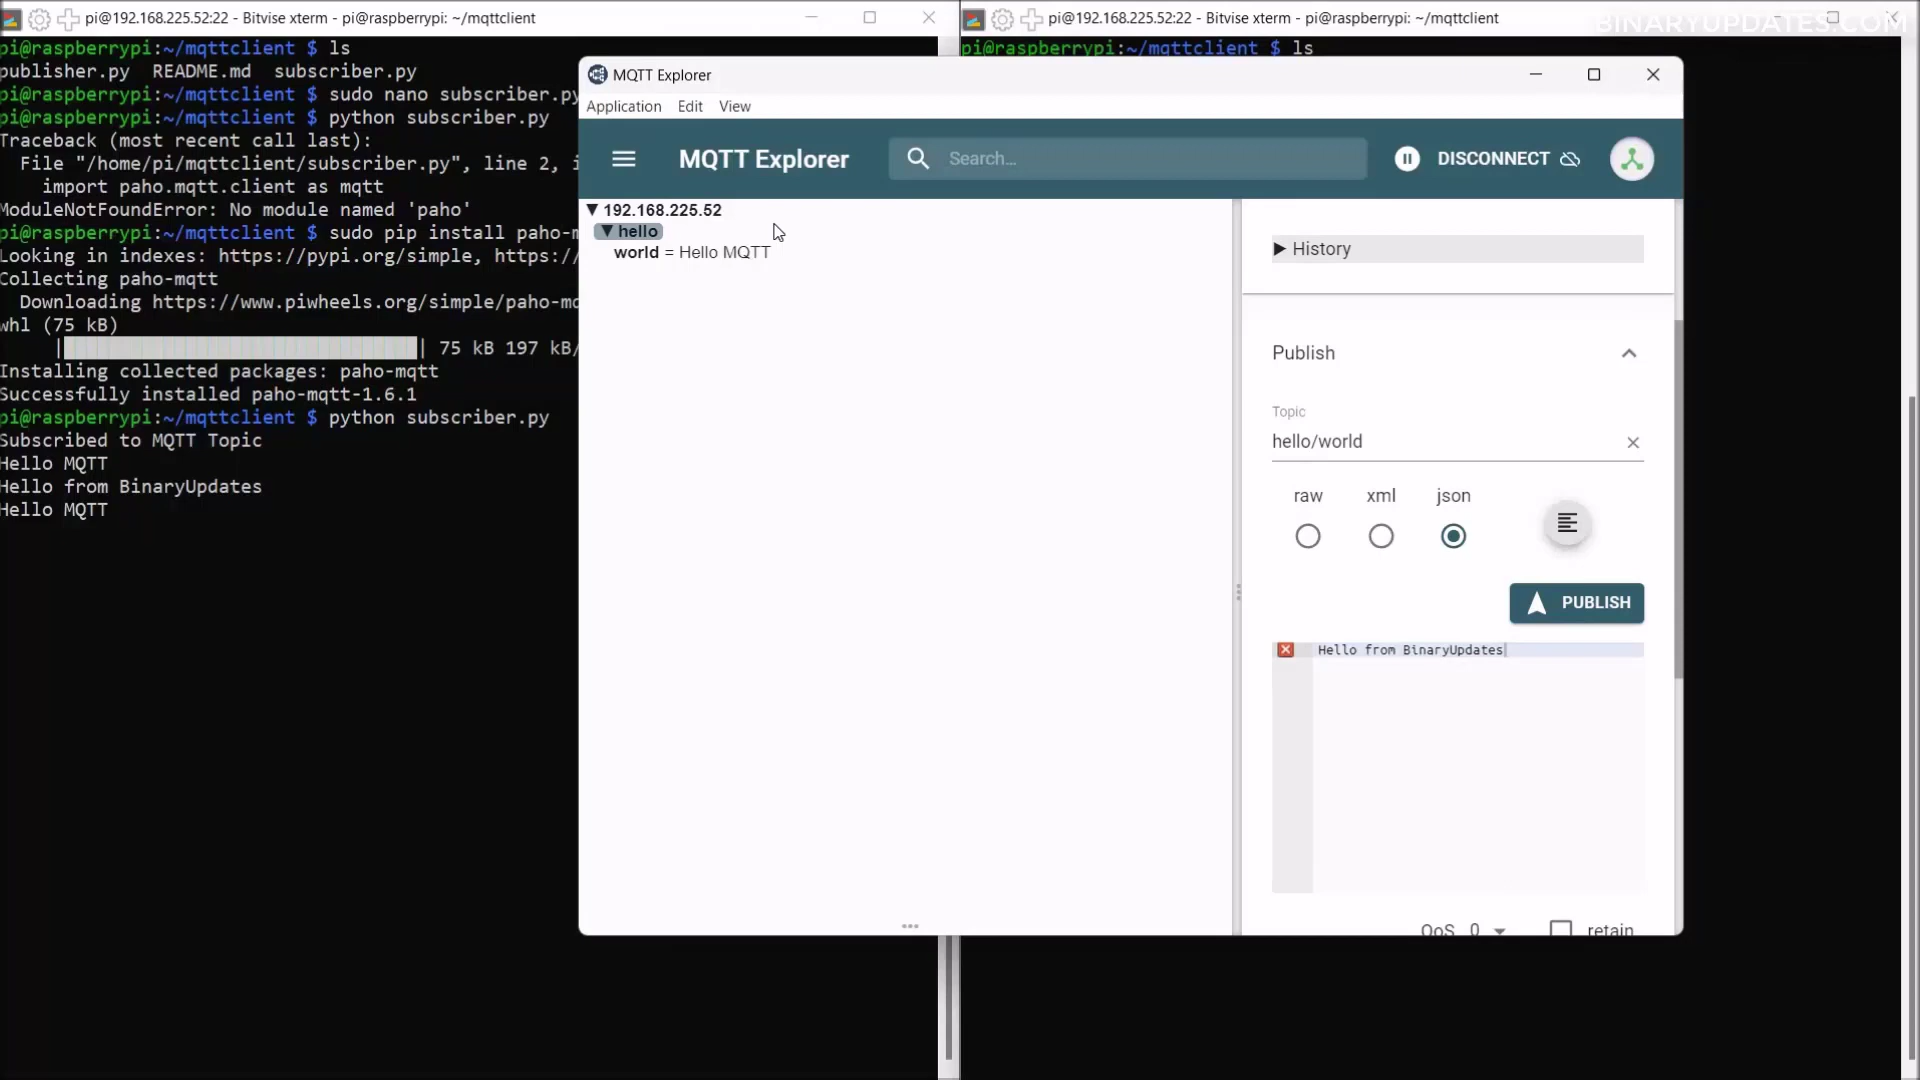 pi@192.168.225.52:22 - Bitvise xterm - pi@raspberrypi: ~/mqttclient
pi@raspberrypi:~/mqttclient $ ls
publisher.py  README.md  subscriber.py
pi@raspberrypi:~/mqttclient $ sudo nano subscriber.py
pi@raspberrypi:~/mqttclient $ python subscriber.py
Traceback (most recent call last):
  File "/home/pi/mqttclient/subscriber.py", line 2, i
    import paho.mqtt.client as mqtt
ModuleNotFoundError: No module named 'paho'
pi@raspberrypi:~/mqttclient $ sudo pip install paho-m
Looking in indexes: https://pypi.org/simple, https:/
Collecting paho-mqtt
  Downloading https://www.piwheels.org/simple/paho-mq
whl (75 kB)
     |████████████████████████████████| 75 kB 197 kB/
Installing collected packages: paho-mqtt
Successfully installed paho-mqtt-1.6.1
pi@raspberrypi:~/mqttclient $ python subscriber.py
Subscribed to MQTT Topic
Hello MQTT
Hello from BinaryUpdates
Hello MQTT
pi@192.168.225.52:22 - Bitvise xterm - pi@raspberrypi: ~/mqttclient
BINARYUPDATES.COM
pi@raspberrypi:~/mqttclient $ ls
MQTT Explorer
Application Edit View
MQTT Explorer Search... DISCONNECT
▼ 192.168.225.52
▼ hello
world = Hello MQTT
▶ History
Publish
Topic
hello/world
raw xml json
PUBLISH
Hello from BinaryUpdates
QoS 0 retain